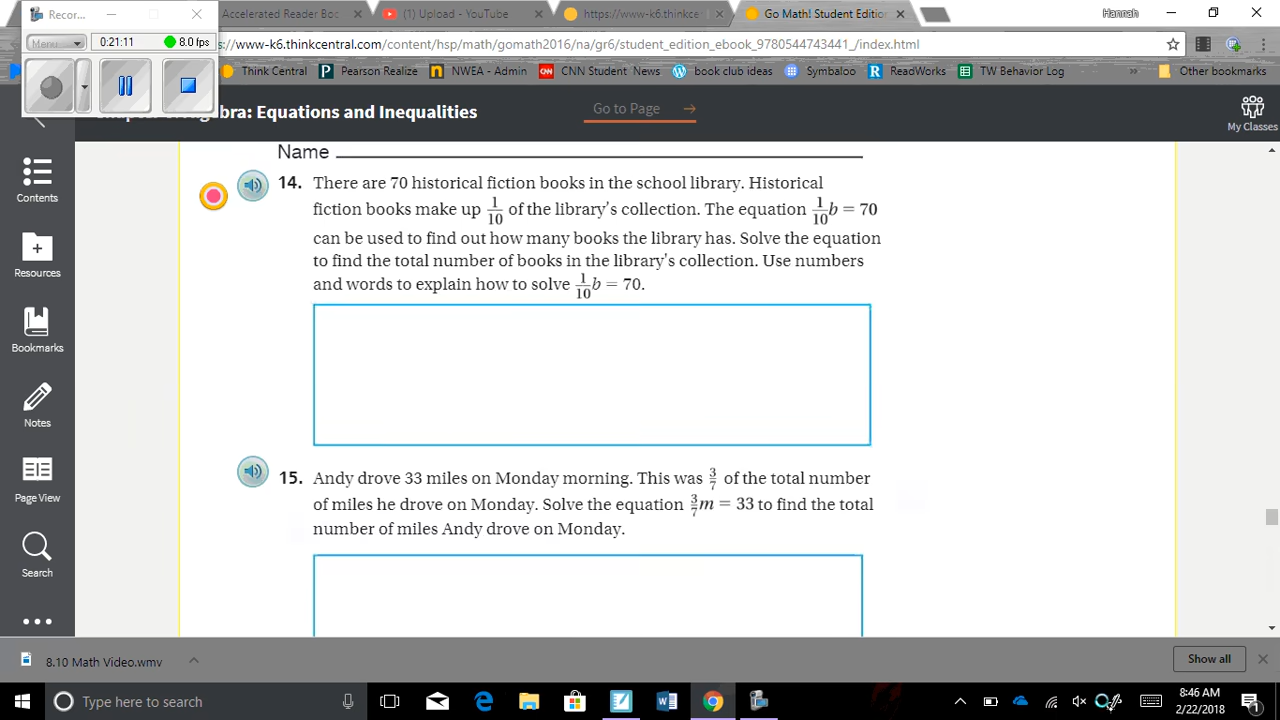 Recor...
Accelerated Reader Boo
(1) Upload - YouTube
https://www-k6.thinkce
Go Math! Student Editio
Hannah
Menu
0:21:11
8.0 fps
www-k6.thinkcentral.com/content/hsp/math/gomath2016/na/gr6/student_edition_ebook_9780544743441_/index.html
Think Central
Pearson Realize
NWEA - Admin
CNN Student News
book club ideas
Symbaloo
ReadWorks
TW Behavior Log
»
Other bookmarks
bra: Equations and Inequalities
Go to Page →
My Classes
Contents
Resources
Bookmarks
Notes
Page View
Search
Name
14. There are 70 historical fiction books in the school library. Historical
fiction books make up 1/10 of the library's collection. The equation 1/10 b = 70
can be used to find out how many books the library has. Solve the equation
to find the total number of books in the library's collection. Use numbers
and words to explain how to solve 1/10 b = 70.
15. Andy drove 33 miles on Monday morning. This was 3/7 of the total number
of miles he drove on Monday. Solve the equation 3/7 m = 33 to find the total
number of miles Andy drove on Monday.
8.10 Math Video.wmv
Show all
Type here to search
8:46 AM
2/22/2018